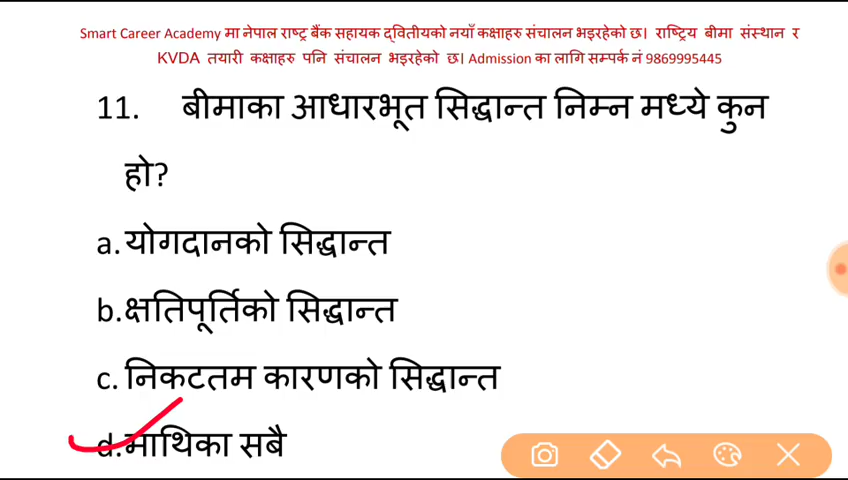 Smart Career Academy मा नेपाल राष्ट्र बैंक सहायक द्वितीयको नयाँ कक्षाहरु संचालन भइरहेको छ। राष्ट्रिय बीमा संस्थान र
KVDA तयारी कक्षाहरु पनि संचालन भइरहेको छ। Admission का लागि सम्पर्क नं 9869995445
11. बीमाका आधारभूत सिद्धान्त निम्न मध्ये कुन
हो?
a.योगदानको सिद्धान्त
b.क्षतिपूर्तिको सिद्धान्त
c. निकटतम कारणको सिद्धान्त
d.माथिका सबै